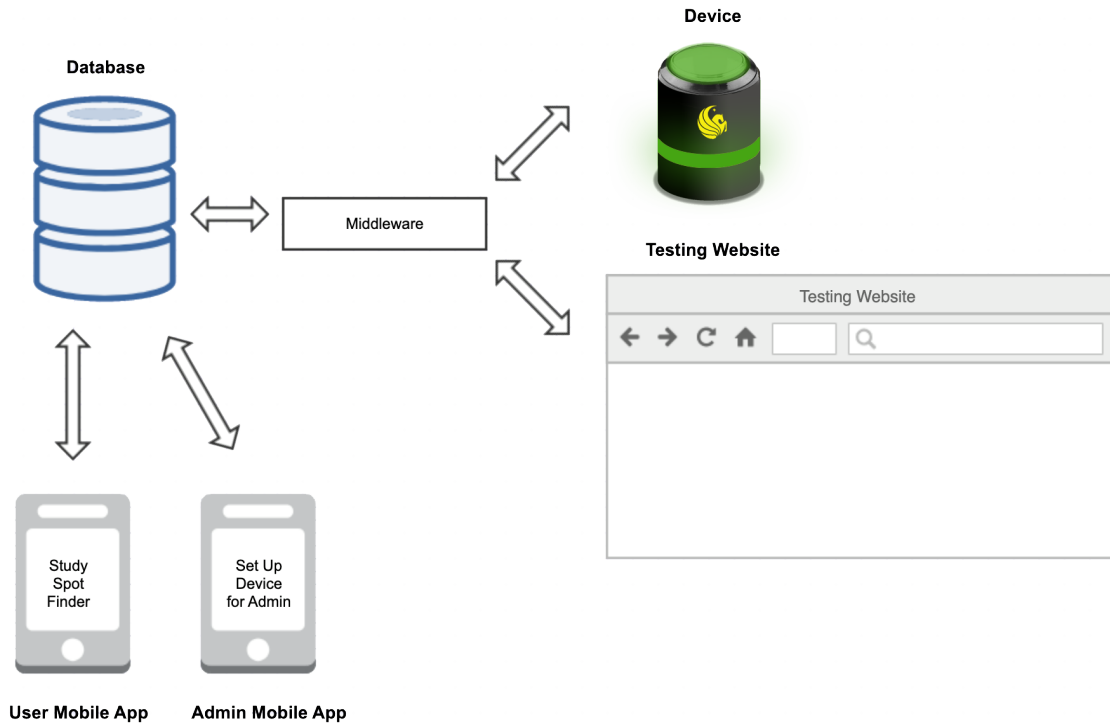 Device
Database
Middleware
Testing Website
Testing Website
Study
Spot
Finder
Set Up
Device
for Admin
User Mobile App
Admin Mobile App